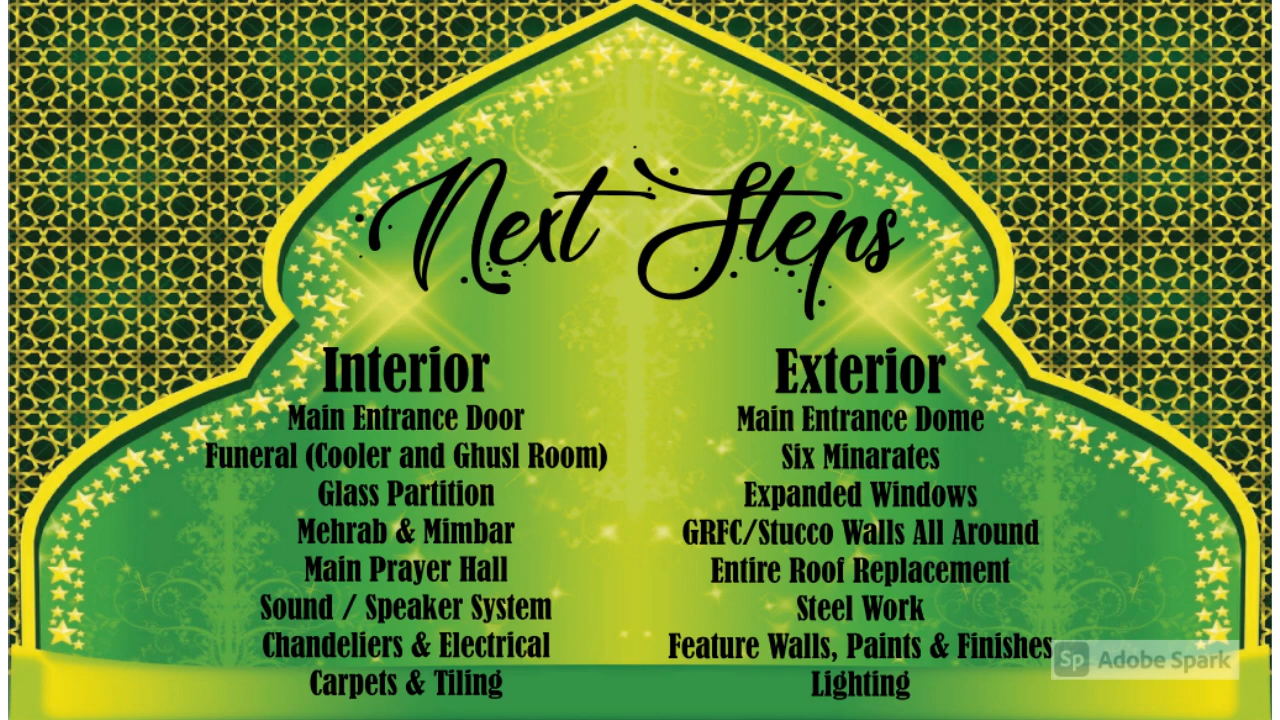 Next Steps
Interior
Main Entrance Door
Funeral (Cooler and Ghusl Room)
Glass Partition
Mehrab & Mimbar
Main Prayer Hall
Sound / Speaker System
Chandeliers & Electrical
Carpets & Tiling
Exterior
Main Entrance Dome
Six Minarates
Expanded Windows
GRFC/Stucco Walls All Around
Entire Roof Replacement
Steel Work
Feature Walls, Paints & Finishes
Lighting
Sp Adobe Spark